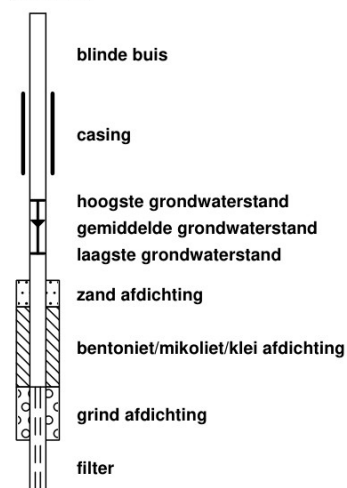 blinde buis
casing
hoogste grondwaterstand
gemiddelde grondwaterstand
laagste grondwaterstand
zand afdichting
bentoniet/mikoliet/klei afdichting
grind afdichting
filter